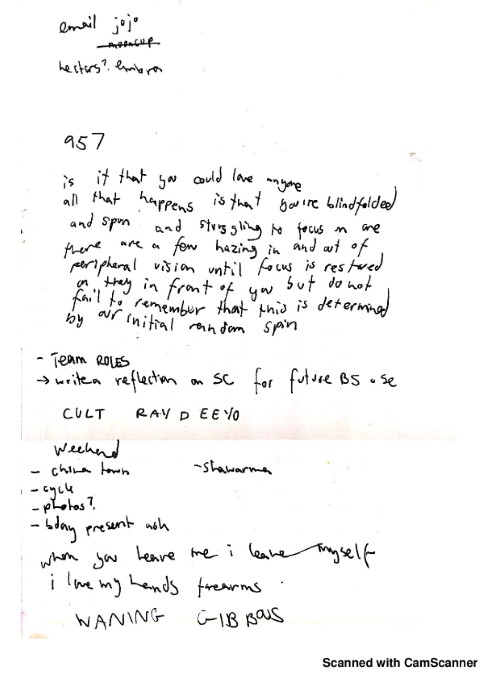 email jojo
mooncup
hectors? embra
957
is it that you could love anyone
all that happens is that you're blindfolded
and spun and struggling to focus on one
there are a few hazing in and out of
peripheral vision until focus is restored
on they in front of you but do not
fail to remember that this is determined
by our initial random spin
- Team ROLES
→ write a reflection on SC for future BS use
CULT RAY D EEYO
Weekend
- china town - shawarma
- cycle
- photos?
- bday present
when you leave me i leave myself
i love my hands firearms
WANING GIBBOUS
Scanned with CamScanner